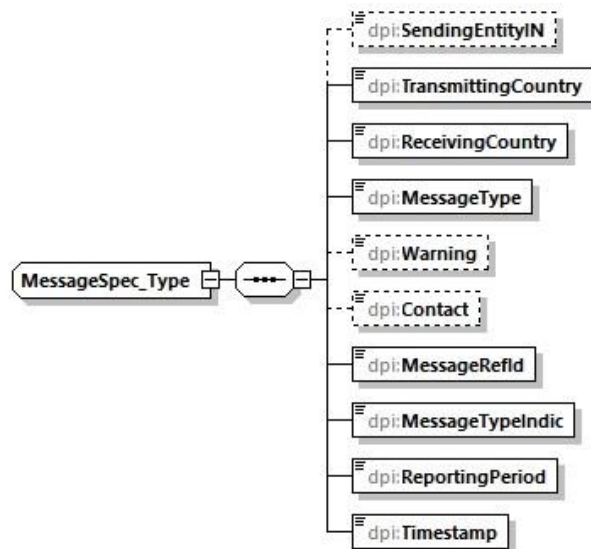 dpi:SendingEntityIN
dpi:TransmittingCountry
dpi:ReceivingCountry
dpi:MessageType
MessageSpec_Type
dpi:Warning
dpi:Contact
dpi:MessageRefId
dpi:MessageTypeIndic
dpi:ReportingPeriod
dpi:Timestamp